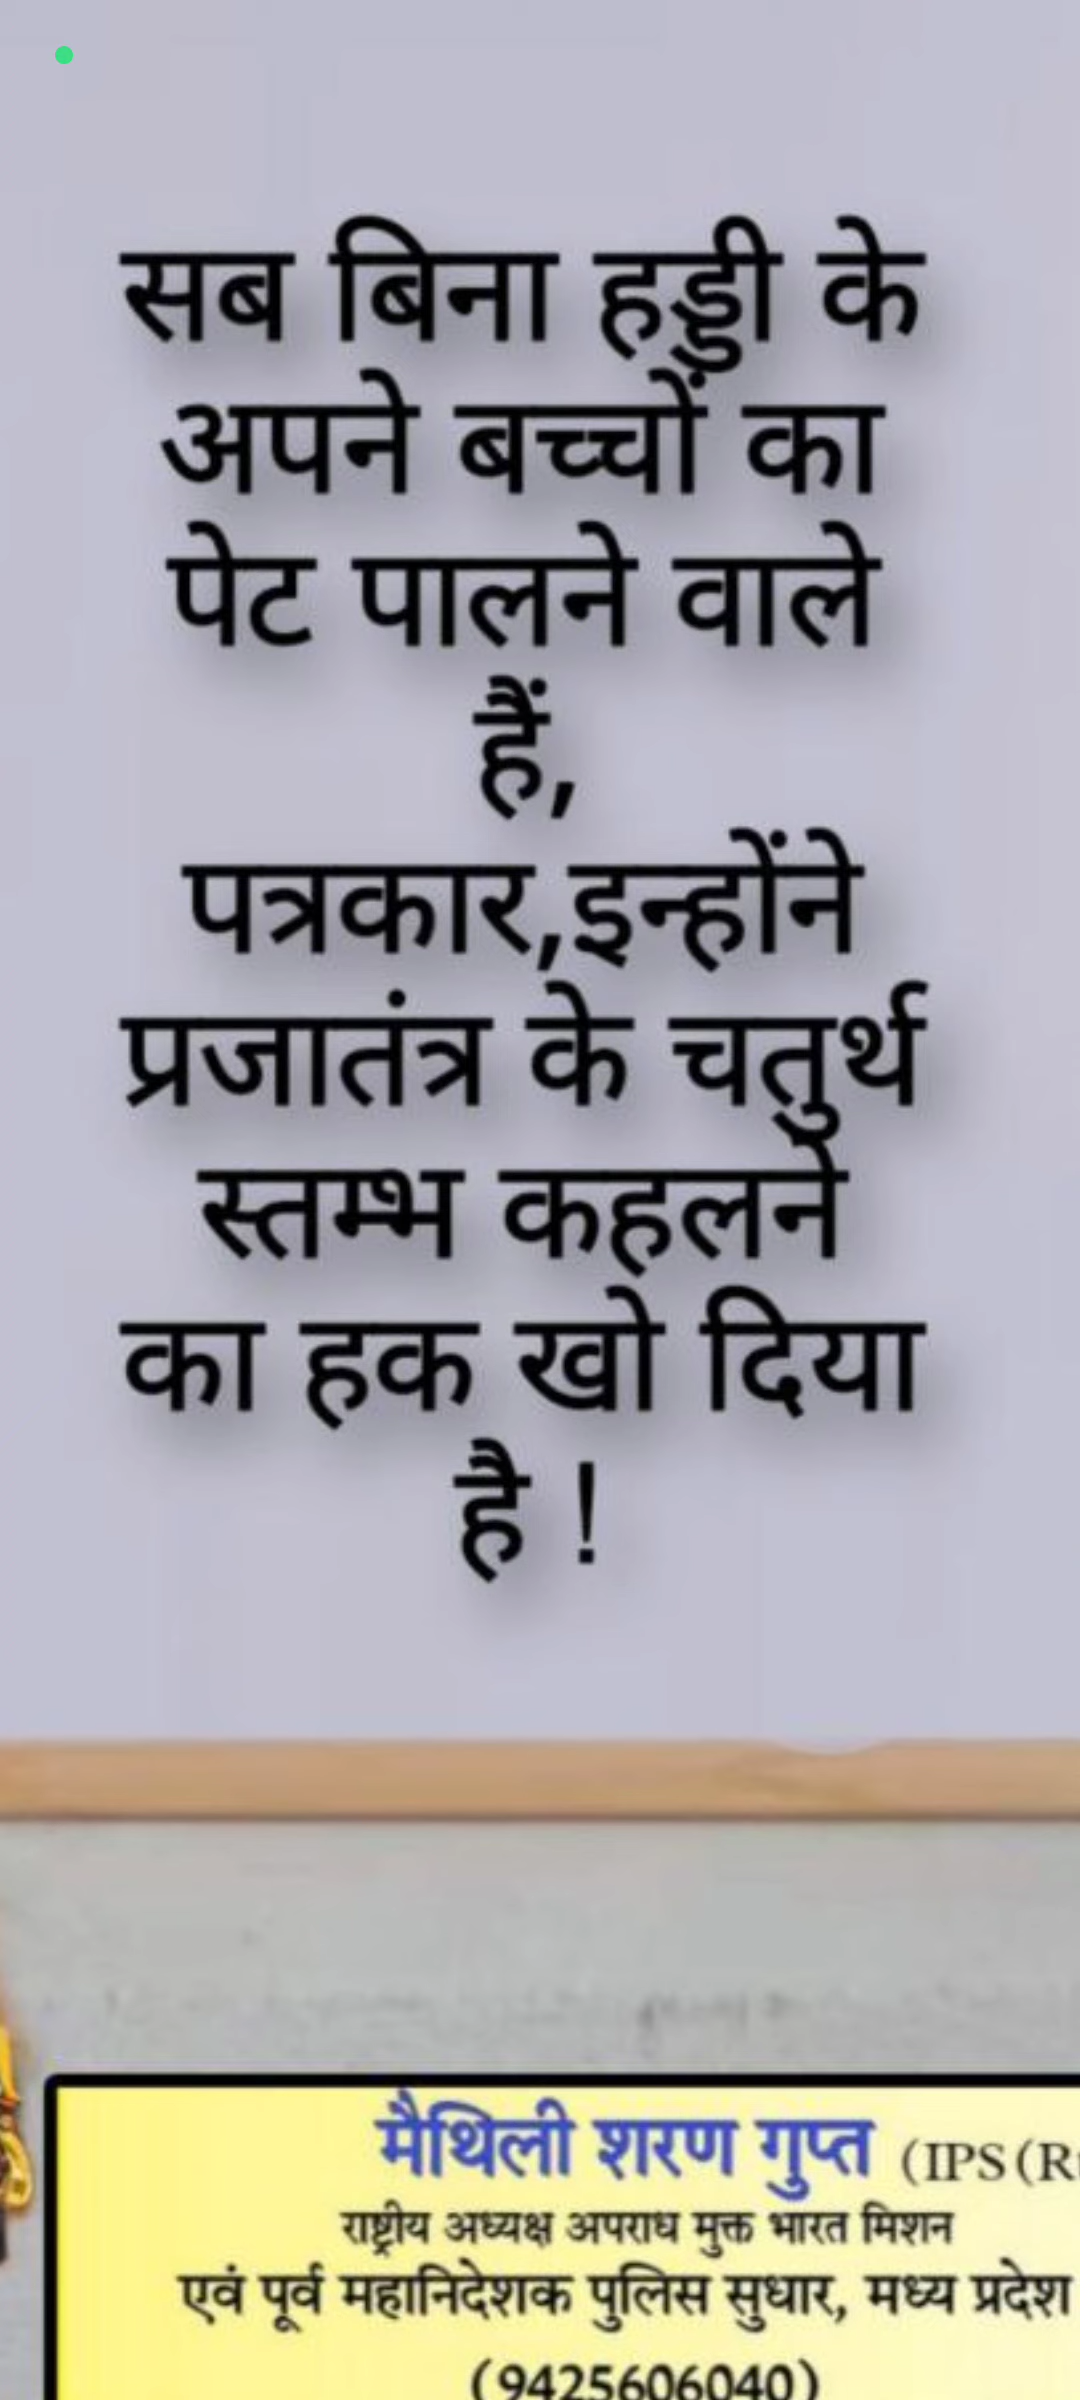 सब बिना हड्डी के
अपने बच्चों का
पेट पालने वाले
हैं,
पत्रकार,इन्होंने
प्रजातंत्र के चतुर्थ
स्तम्भ कहलने
का हक खो दिया
है !
मैथिली शरण गुप्त (IPS(R
राष्ट्रीय अध्यक्ष अपराध मुक्त भारत मिशन
एवं पूर्व महानिदेशक पुलिस सुधार, मध्य प्रदेश
(9425606040)